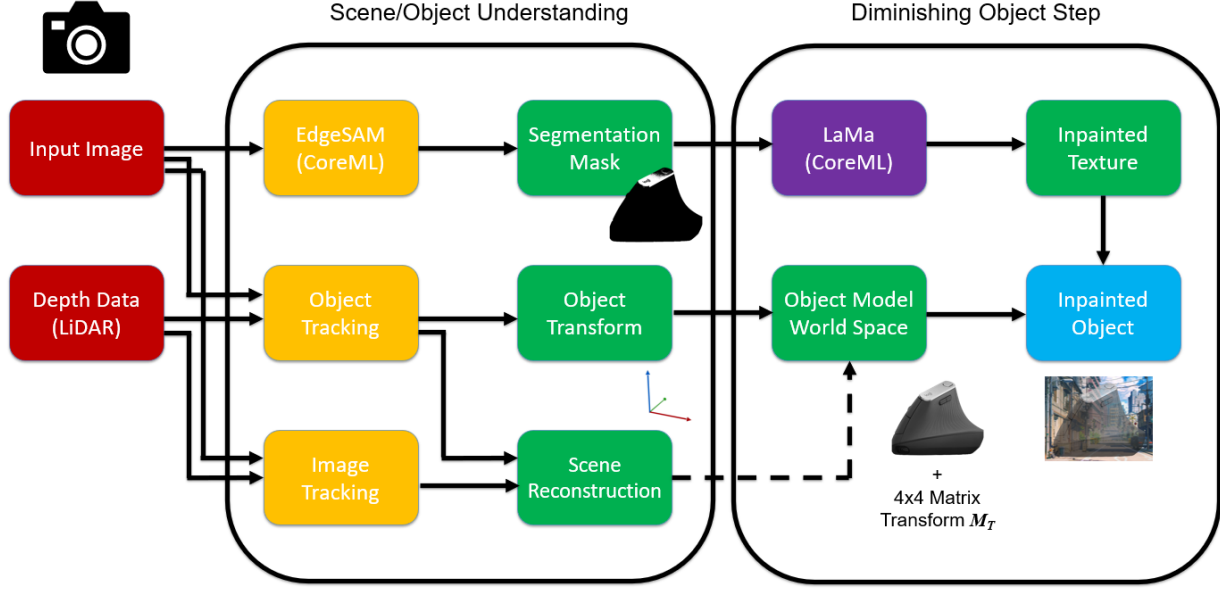 Scene/Object Understanding
Diminishing Object Step
Input Image
EdgeSAM
(CoreML)
Segmentation
Mask
LaMa
(CoreML)
Inpainted
Texture
Depth Data
(LiDAR)
Object
Tracking
Object
Transform
Object Model
World Space
Inpainted
Object
Image
Tracking
Scene
Reconstruction
+
4x4 Matrix
Transform M_T